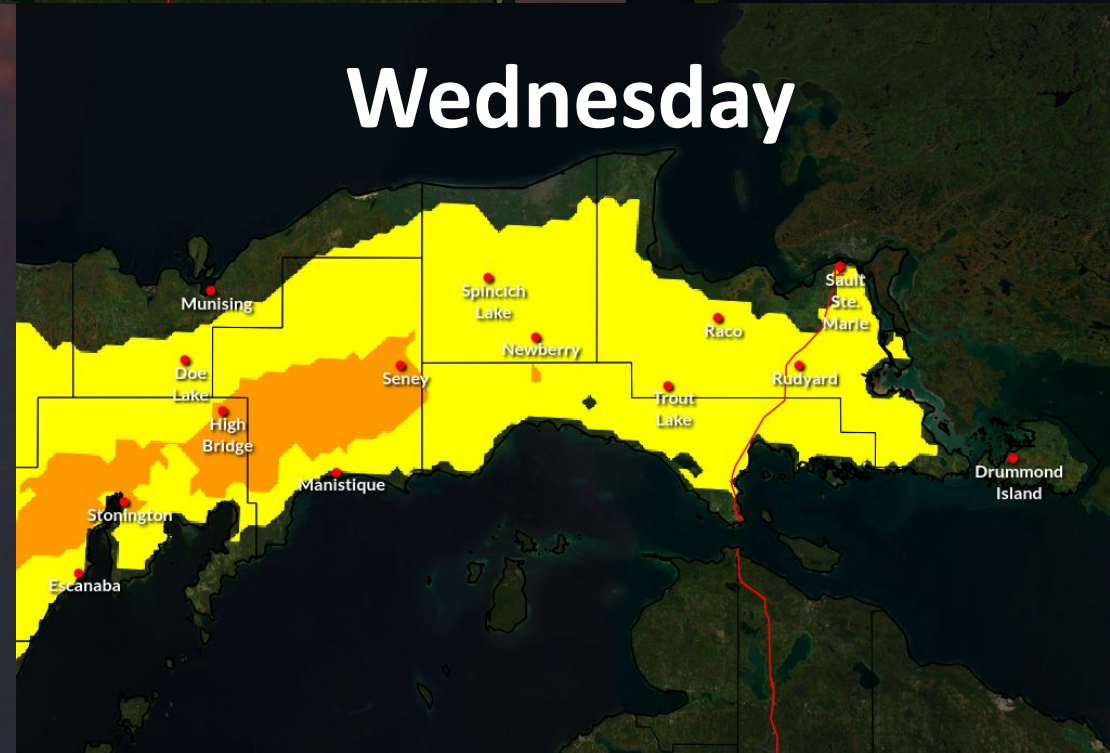 Wednesday
Sault
Ste.
Marie
Spincich
Lake
Munising
Raco
Newberry
Doe
Lake
Seney
Rudyard
Trout
Lake
High
Bridge
Drummond
Island
Manistique
Stonington
Escanaba